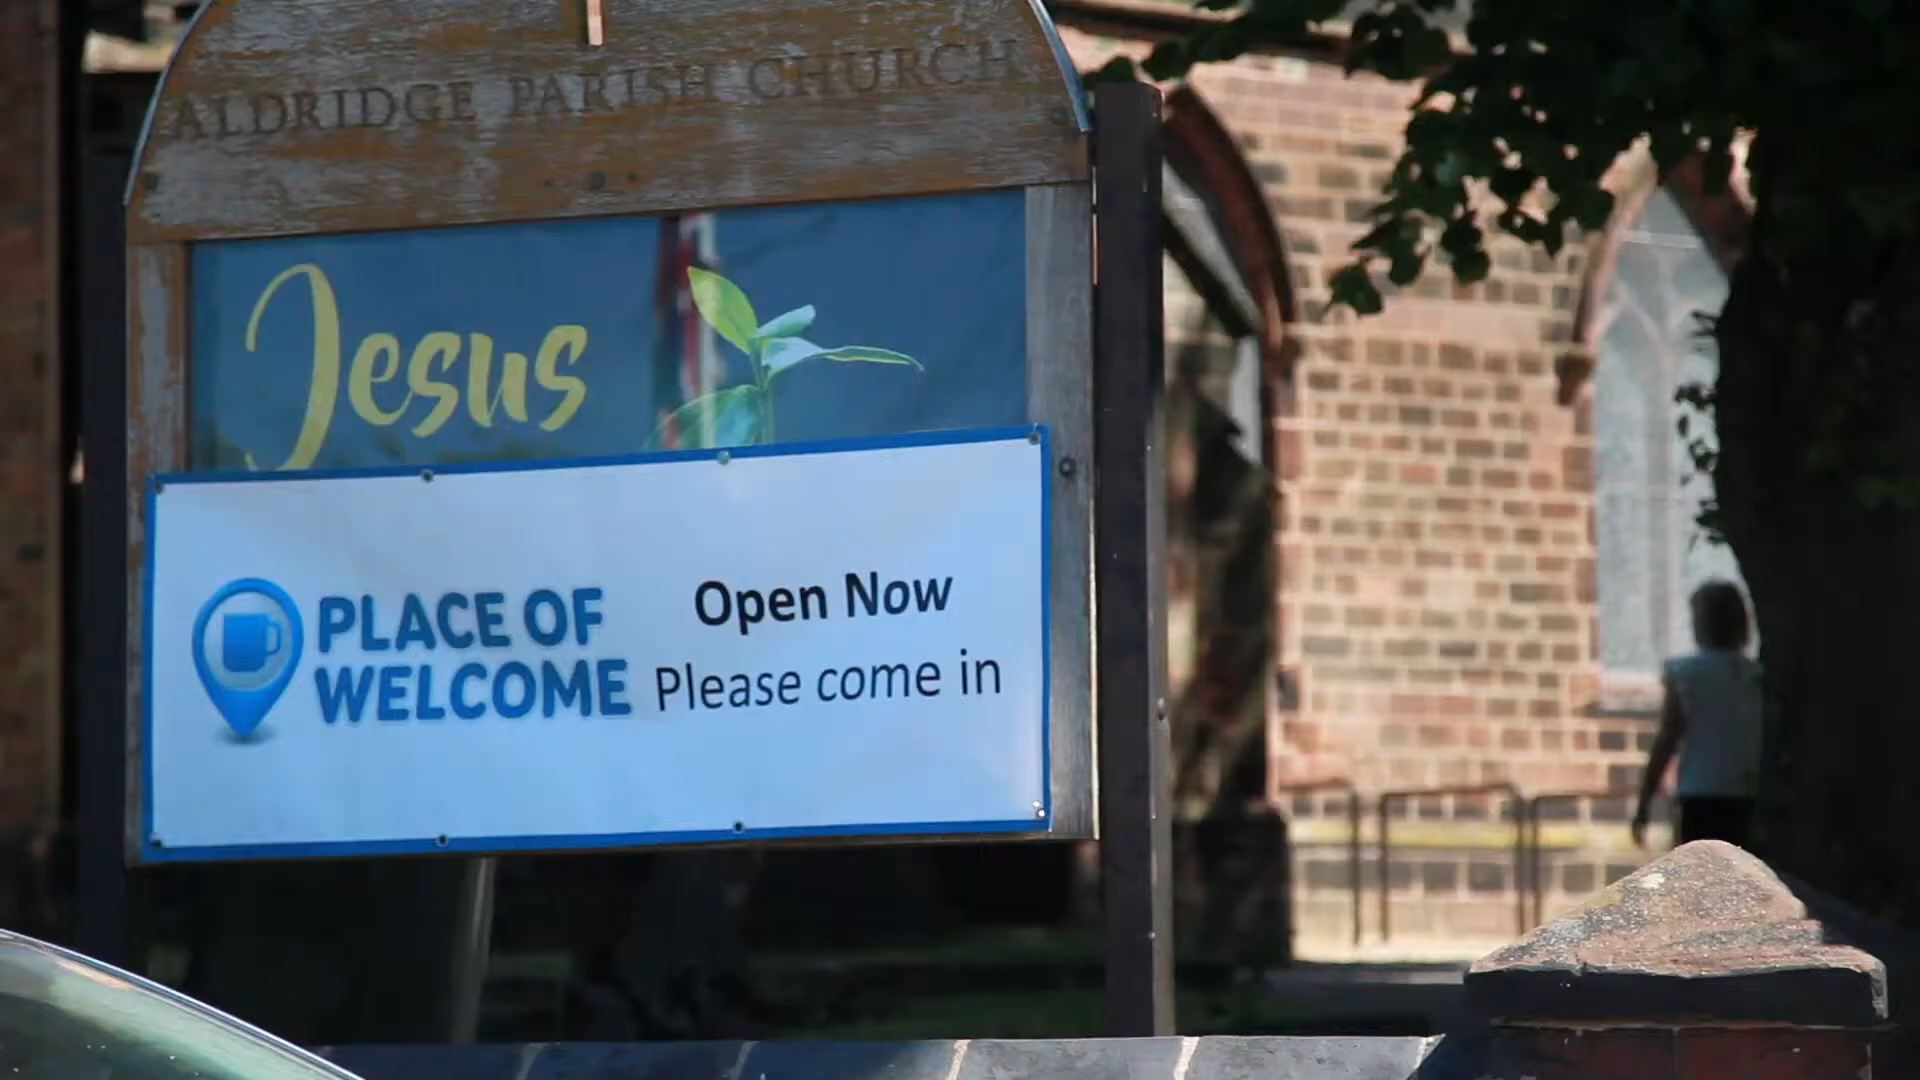 ALDRIDGE PARISH CHURCH
Jesus
PLACE OF
WELCOME
Open Now
Please come in